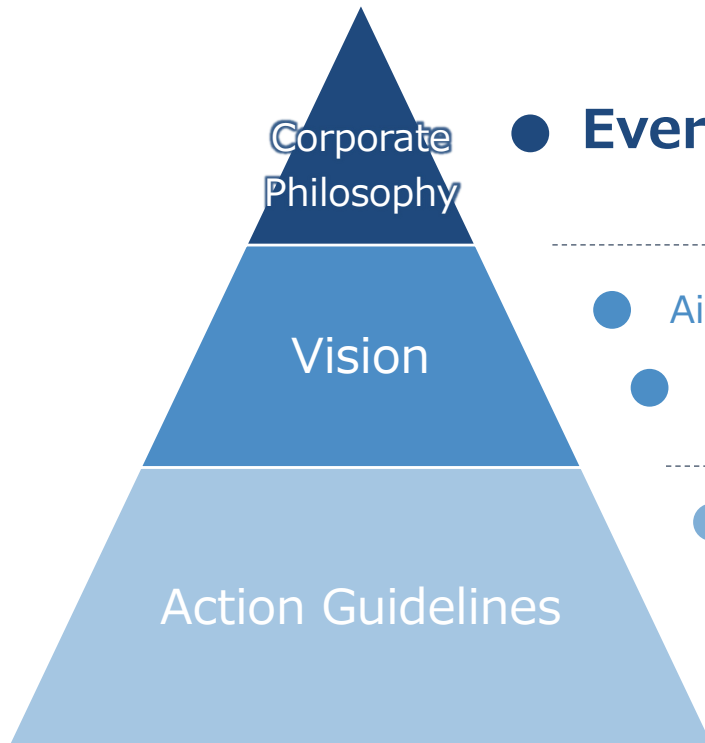 Corporate
Philosophy
● Ever
● Ai
Vision
Action Guidelines